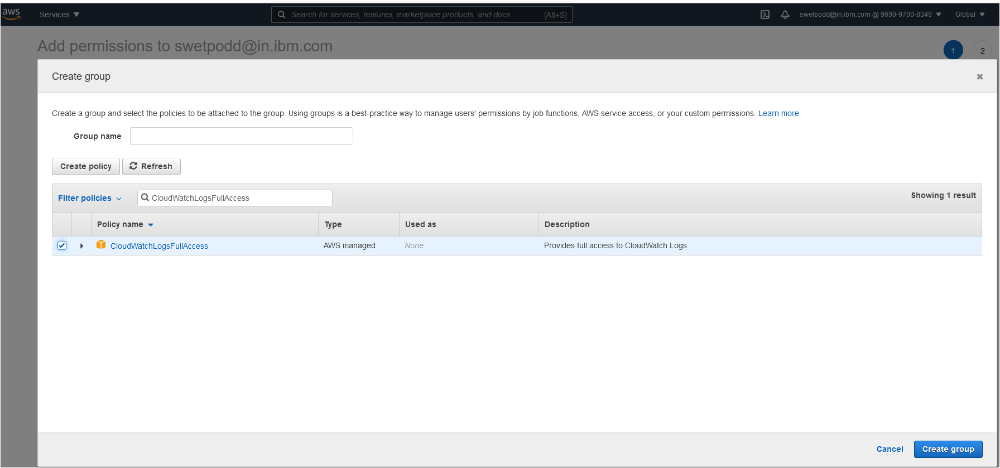 aws Services Search for services, features, marketplace products, and docs [Alt+S] swetpodd@in.ibm.com @ 9690-9700-8349 Global
Add permissions to swetpodd@in.ibm.com
1 2
Create group
Create a group and select the policies to be attached to the group. Using groups is a best-practice way to manage users' permissions by job functions, AWS service access, or your custom permissions. Learn more
Group name
Create policy Refresh
Filter policies CloudWatchLogsFullAccess Showing 1 result
Policy name Type Used as Description
CloudWatchLogsFullAccess AWS managed None Provides full access to CloudWatch Logs
Cancel Create group